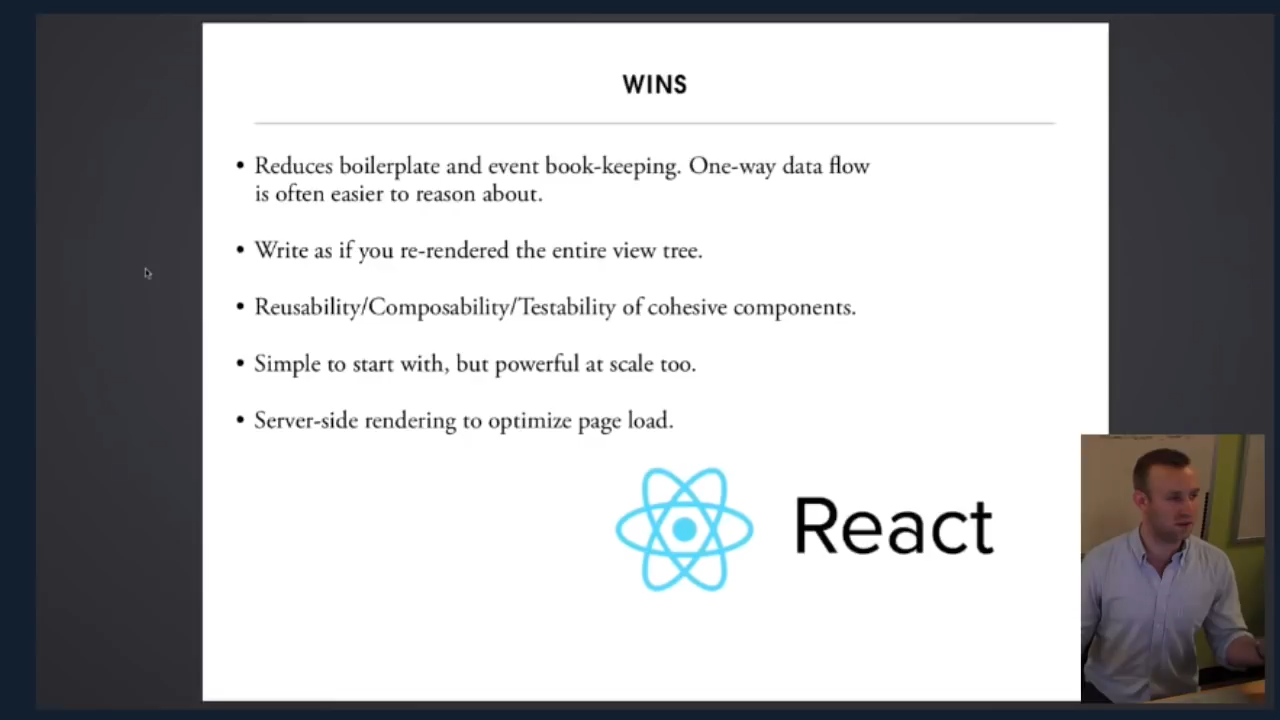 WINS
• Reduces boilerplate and event book-keeping. One-way data flow
is often easier to reason about.
• Write as if you re-rendered the entire view tree.
• Reusability/Composability/Testability of cohesive components.
• Simple to start with, but powerful at scale too.
• Server-side rendering to optimize page load.
React